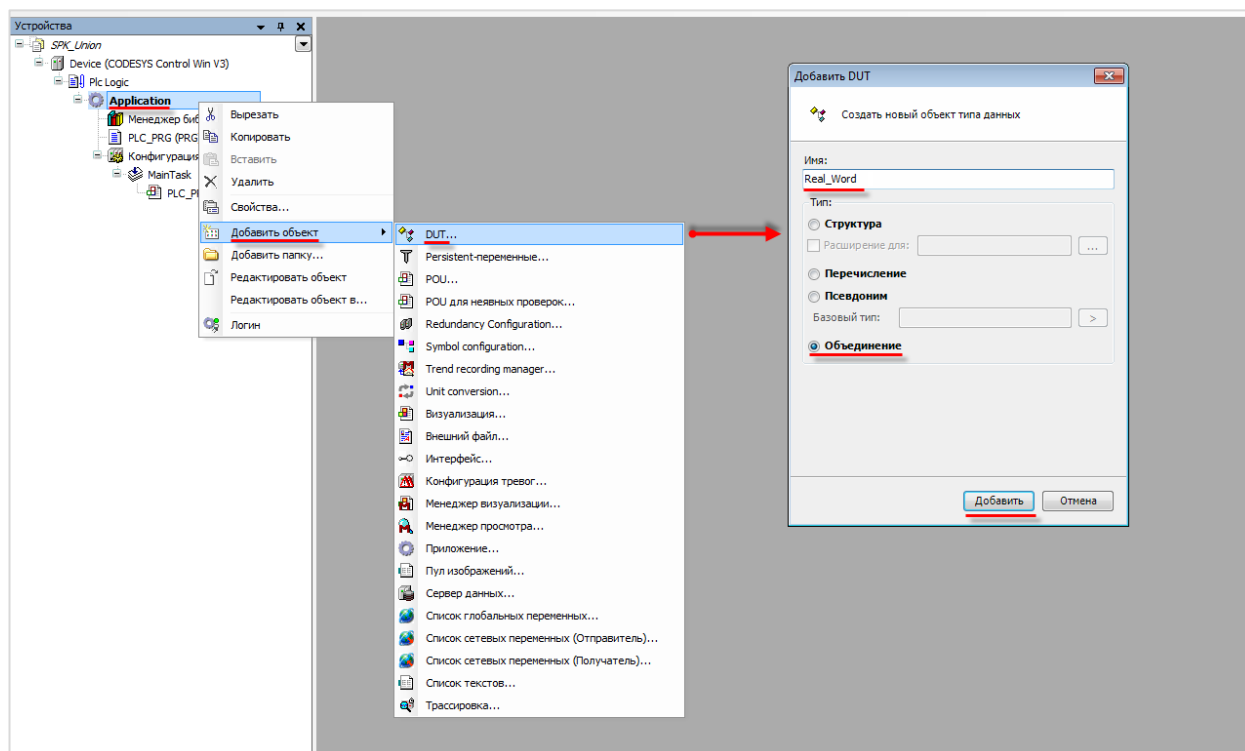 Устройства
SPK_Union
Device (CODESYS Control Win V3)
Plc Logic
Application
Менеджер биб
PLC_PRG (PRG
Конфигурация
MainTask
PLC_P
Вырезать
Копировать
Вставить
Удалить
Свойства...
Добавить объект
Добавить папку...
Редактировать объект
Редактировать объект в...
Логин
DUT...
Persistent-переменные...
POU...
POU для неявных проверок...
Redundancy Configuration...
Symbol configuration...
Trend recording manager...
Unit conversion...
Визуализация...
Внешний файл...
Интерфейс...
Конфигурация тревог...
Менеджер визуализации...
Менеджер просмотра...
Приложение...
Пул изображений...
Сервер данных...
Список глобальных переменных...
Список сетевых переменных (Отправитель)...
Список сетевых переменных (Получатель)...
Список текстов...
Трассировка...
Добавить DUT
Создать новый объект типа данных
Имя:
Real_Word
Тип:
Структура
Расширение для:
...
Перечисление
Псевдоним
Базовый тип:
>
Объединение
Добавить
Отмена